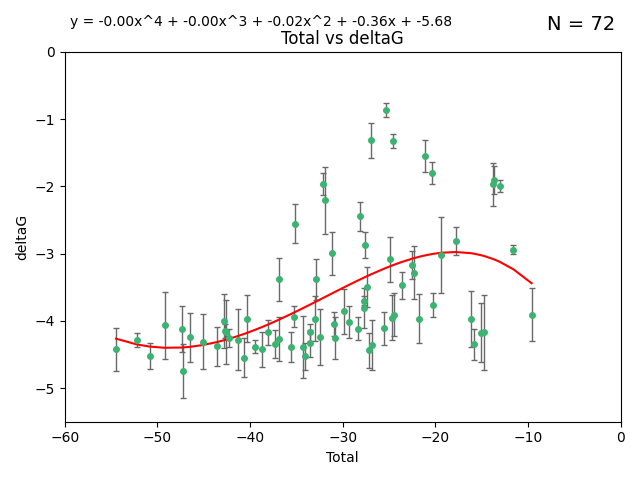 y = -0.00x^4 + -0.00x^3 + -0.02x^2 + -0.36x + -5.68
N = 72
Total vs deltaG
0
−1
−2
−3
−4
−5
deltaG
−60
−50
−40
−30
−20
−10
0
Total